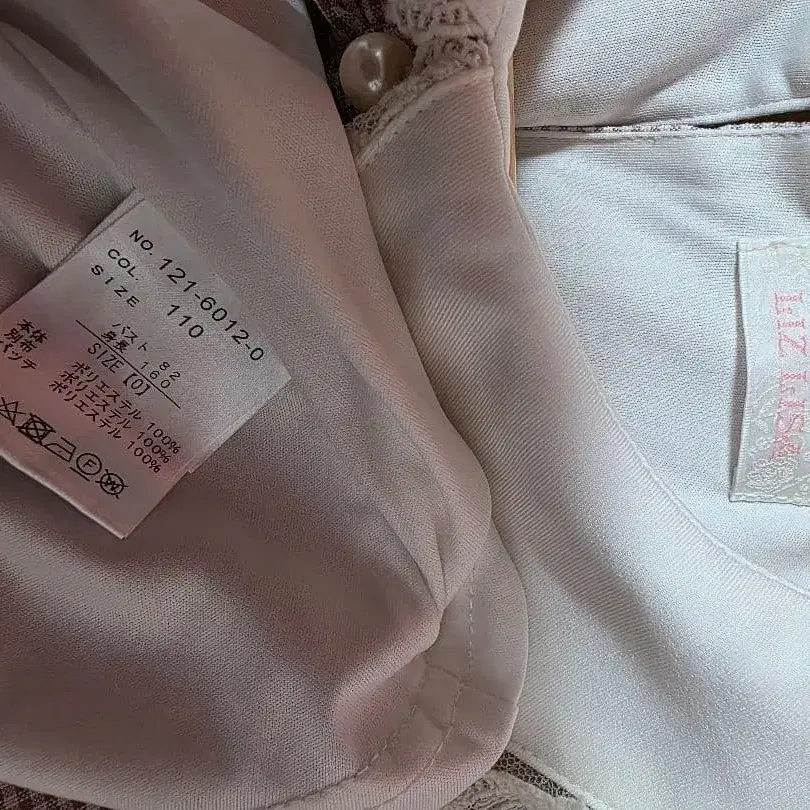 NO. 121-6012-0
COL. 110
SIZE
バスト 82
身長 160
SIZE [0]
本体 ポリエステル 100%
別布 ポリエステル 100%
パッチ ポリエステル 100%
F
W
LIZ LISA